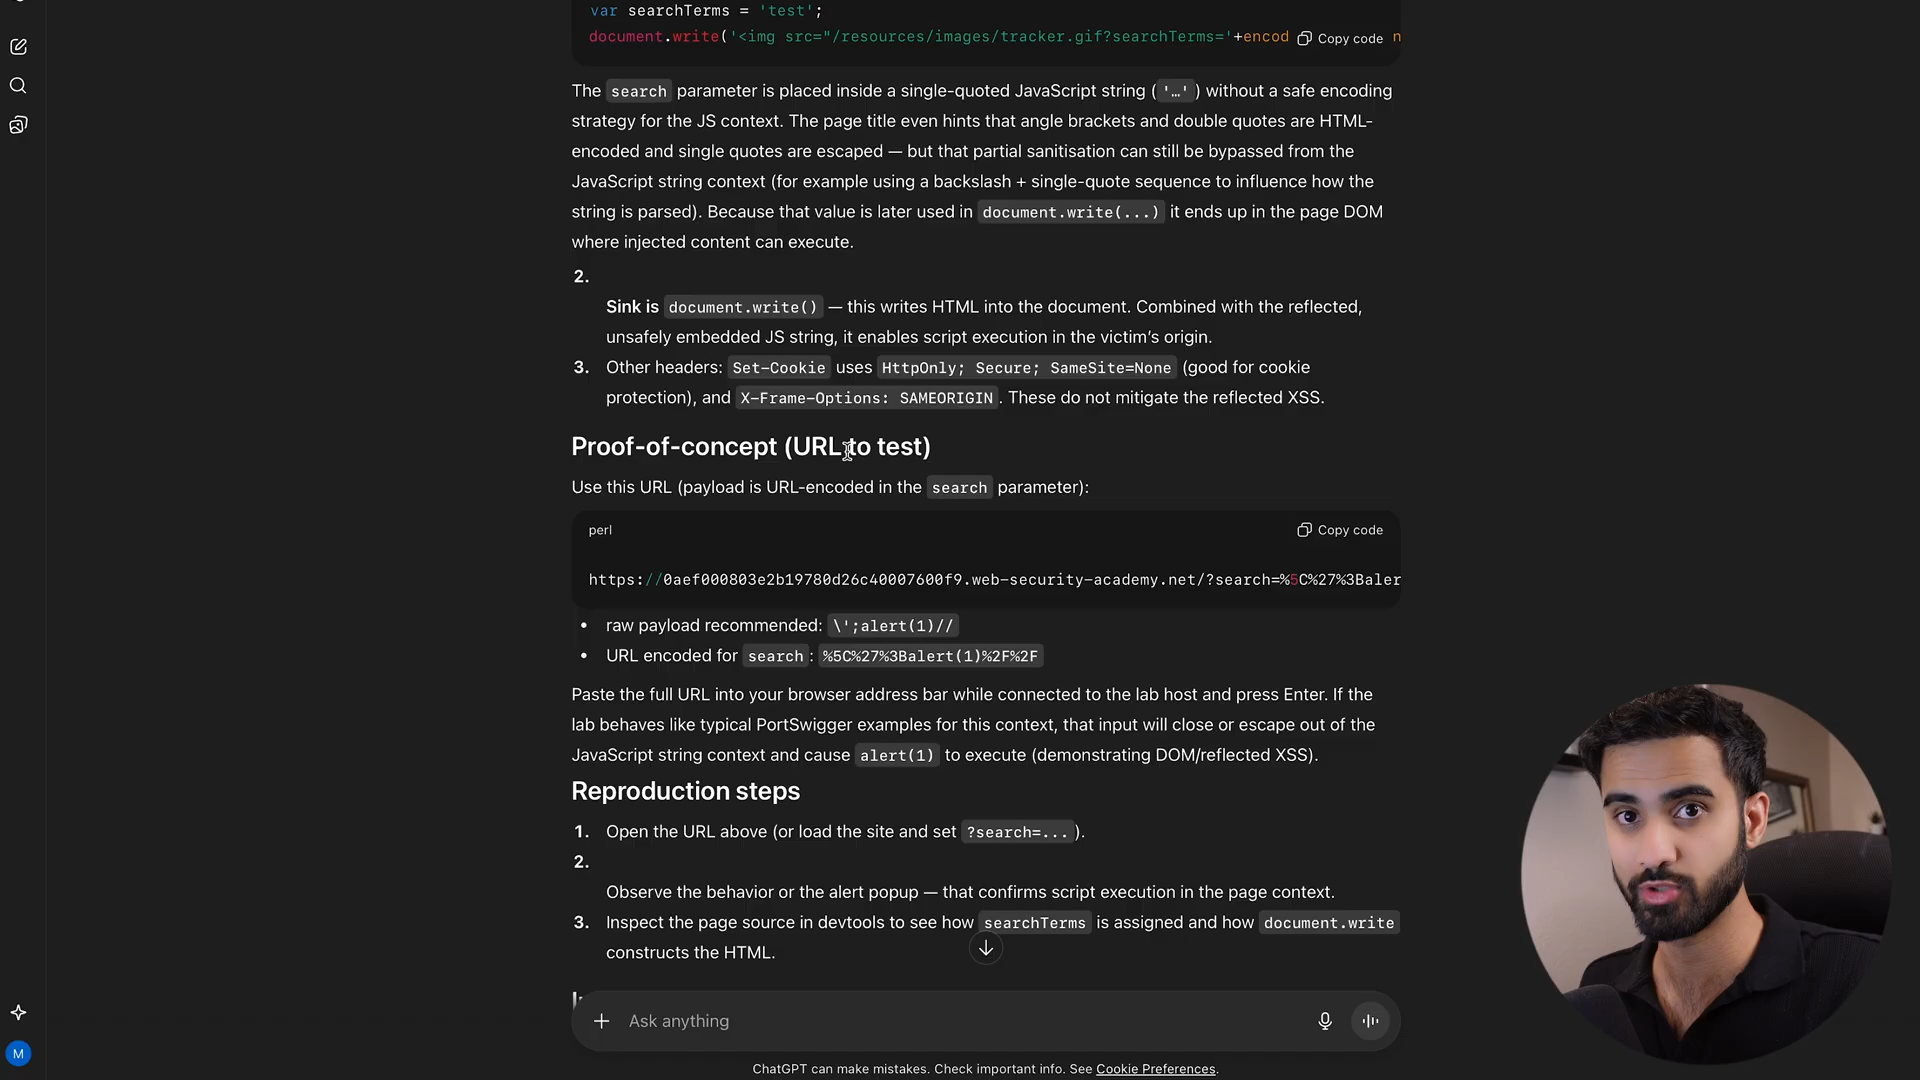 var searchTerms = 'test';
document.write('<img src="/resources/images/tracker.gif?searchTerms='+encod
Copy code
n
The search parameter is placed inside a single-quoted JavaScript string ( '…' ) without a safe encoding
strategy for the JS context. The page title even hints that angle brackets and double quotes are HTML-
encoded and single quotes are escaped — but that partial sanitisation can still be bypassed from the
JavaScript string context (for example using a backslash + single-quote sequence to influence how the
string is parsed). Because that value is later used in document.write(...) it ends up in the page DOM
where injected content can execute.
2.
Sink is document.write() — this writes HTML into the document. Combined with the reflected,
unsafely embedded JS string, it enables script execution in the victim's origin.
3. Other headers: Set-Cookie uses HttpOnly; Secure; SameSite=None (good for cookie
protection), and X-Frame-Options: SAMEORIGIN . These do not mitigate the reflected XSS.
Proof-of-concept (URL to test)
Use this URL (payload is URL-encoded in the search parameter):
perl
Copy code
https://0aef000803e2b19780d26c40007600f9.web-security-academy.net/?search=%5C%27%3Baler
• raw payload recommended: \';alert(1)//
• URL encoded for search : %5C%27%3Balert(1)%2F%2F
Paste the full URL into your browser address bar while connected to the lab host and press Enter. If the
lab behaves like typical PortSwigger examples for this context, that input will close or escape out of the
JavaScript string context and cause alert(1) to execute (demonstrating DOM/reflected XSS).
Reproduction steps
1. Open the URL above (or load the site and set ?search=... ).
2.
Observe the behavior or the alert popup — that confirms script execution in the page context.
3. Inspect the page source in devtools to see how searchTerms is assigned and how document.write
constructs the HTML.
Ask anything
M
ChatGPT can make mistakes. Check important info. See Cookie Preferences.